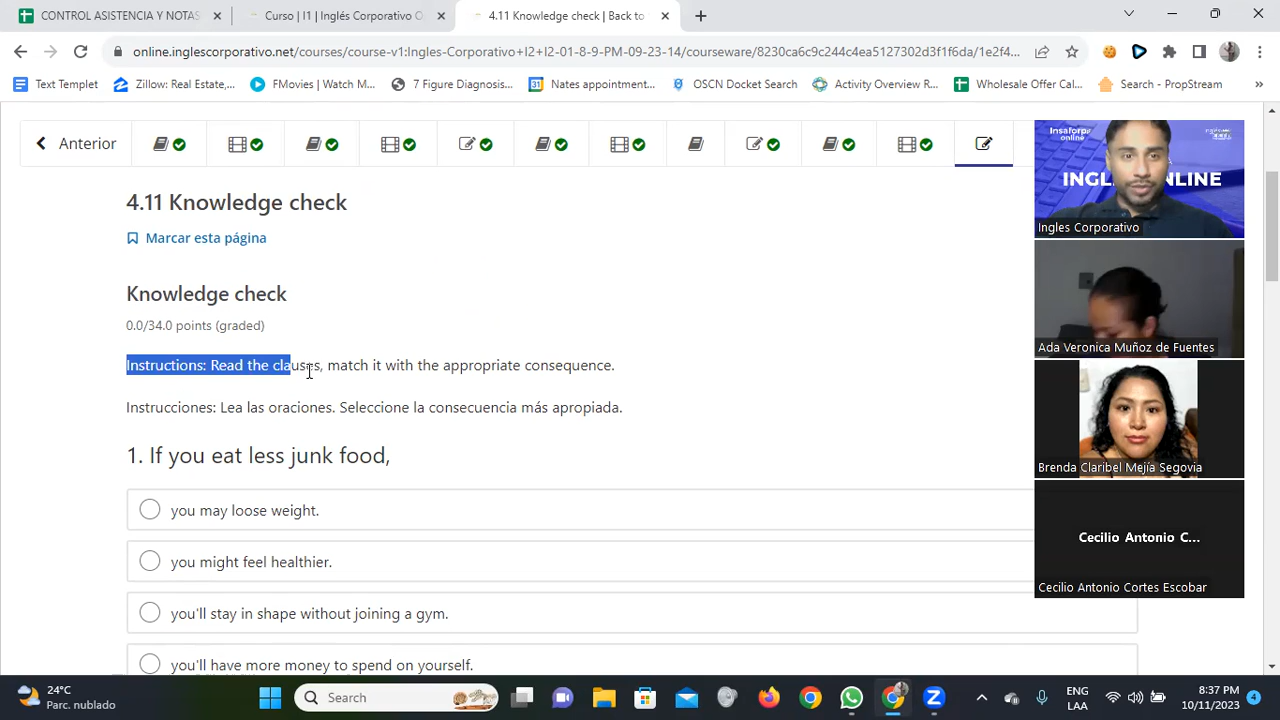 CONTROL ASISTENCIA Y NOTAS
Curso | I1 | Inglés Corporativo O
4.11 Knowledge check | Back to
online.inglescorporativo.net/courses/course-v1:Ingles-Corporativo+I2+I2-01-8-9-PM-09-23-14/courseware/8230ca6c9c244c4ea5127302d3f1f6da/1e2f4...
Text Templet
Zillow: Real Estate,...
FMovies | Watch M...
7 Figure Diagnosis...
Nates appointment...
OSCN Docket Search
Activity Overview R...
Wholesale Offer Cal...
Search - PropStream
»
Anterior
4.11 Knowledge check
Marcar esta página
Knowledge check
0.0/34.0 points (graded)
Instructions: Read the clauses, match it with the appropriate consequence.
Instrucciones: Lea las oraciones. Seleccione la consecuencia más apropiada.
1. If you eat less junk food,
you may loose weight.
you might feel healthier.
you'll stay in shape without joining a gym.
you'll have more money to spend on yourself.
Insaforp
online
Ingles Corporativo
Ada Veronica Muñoz de Fuentes
Brenda Claribel Mejía Segovia
Cecilio Antonio C...
Cecilio Antonio Cortes Escobar
24°C
Parc. nublado
Search
ENG
LAA
8:37 PM
10/11/2023
4